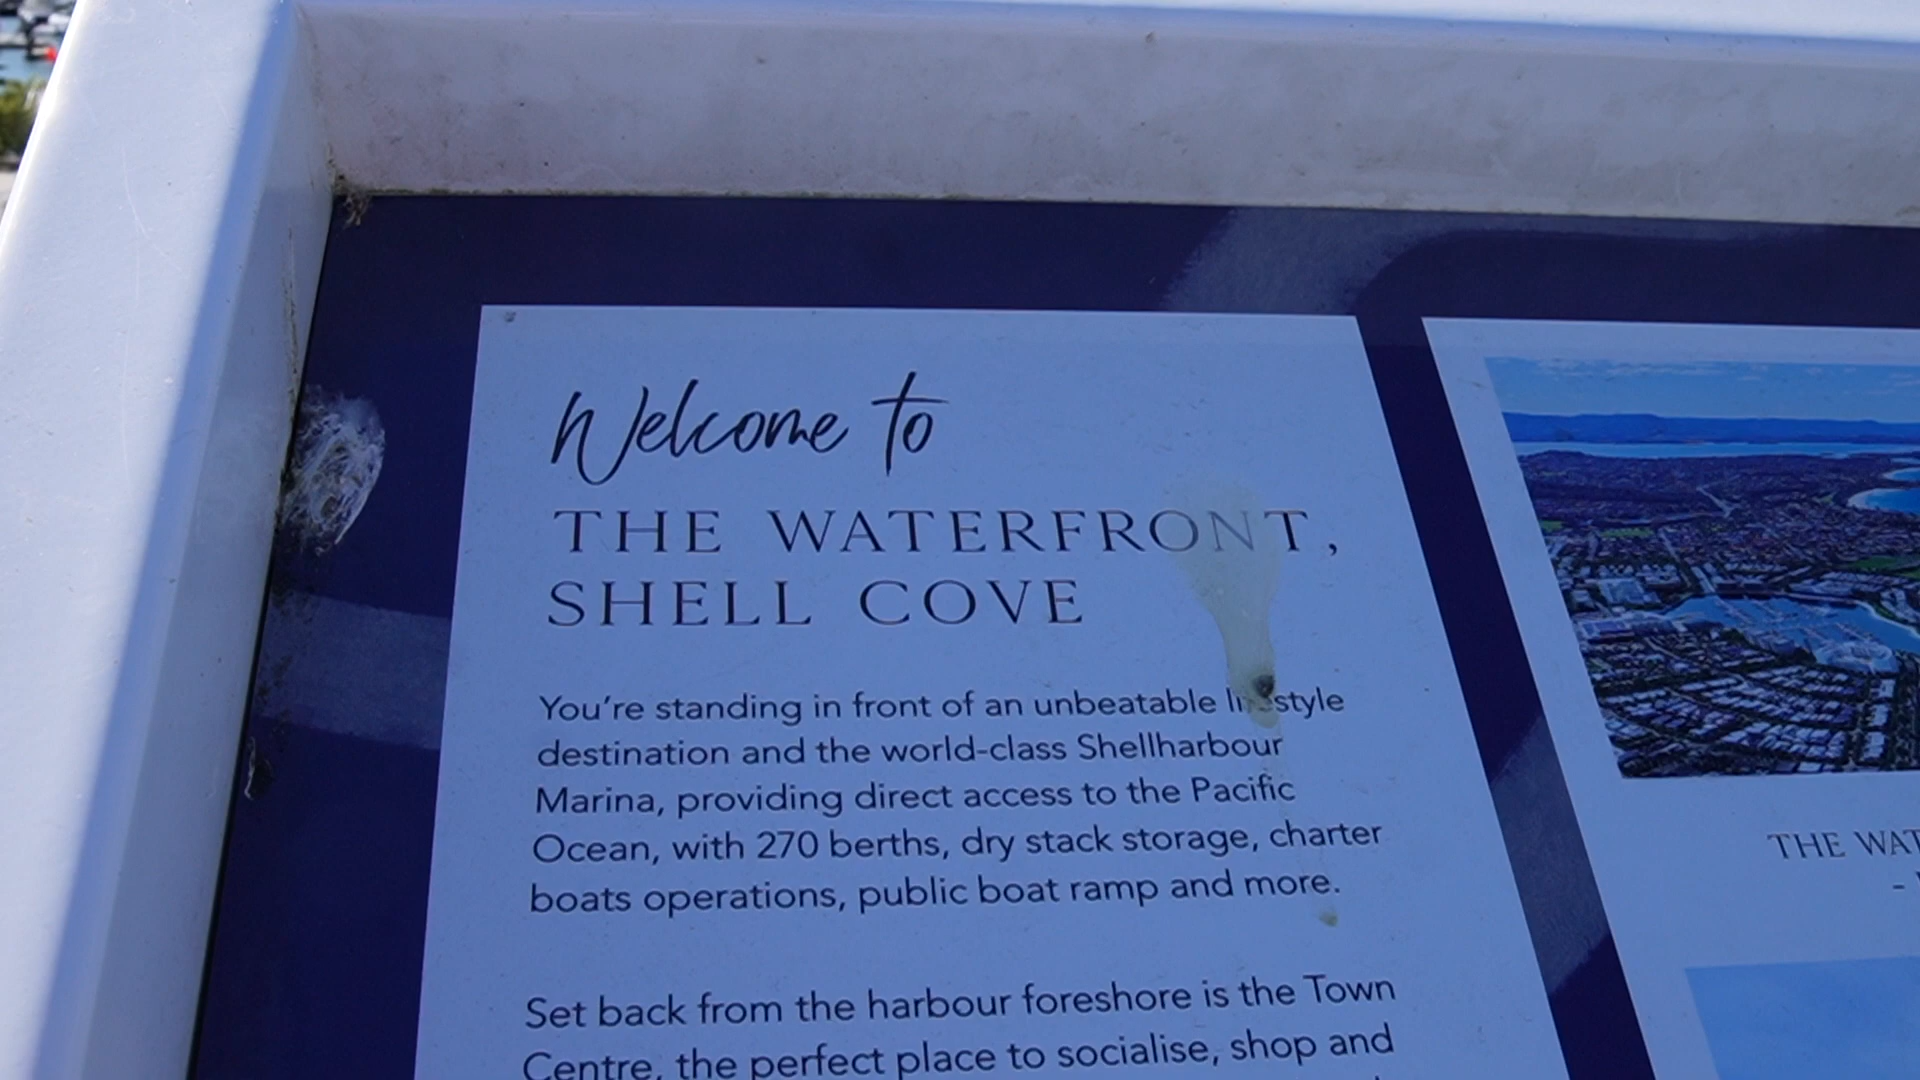 Welcome to
THE WATERFRONT,
SHELL COVE
You're standing in front of an unbeatable lifestyle
destination and the world-class Shellharbour
Marina, providing direct access to the Pacific
Ocean, with 270 berths, dry stack storage, charter
boats operations, public boat ramp and more.
Set back from the harbour foreshore is the Town
Centre, the perfect place to socialise, shop and
THE WAT
-